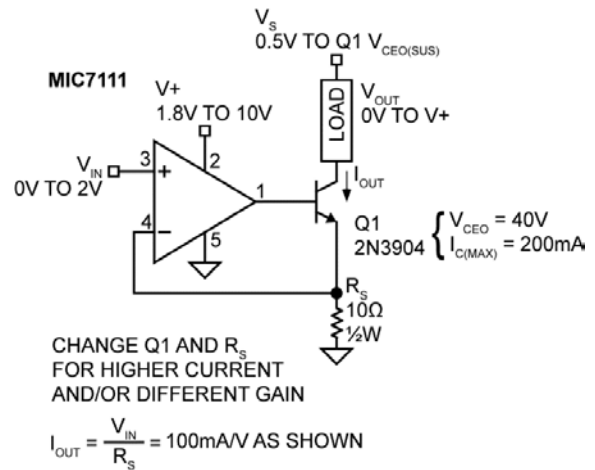 V_S
0.5V TO Q1 V_CEO(SUS)
MIC7111
V+
1.8V TO 10V
V_OUT
0V TO V+
LOAD
V_IN
0V TO 2V
3
+
2
1
I_OUT
4
−
5
Q1
2N3904
{ V_CEO = 40V
I_C(MAX) = 200mA
R_S
10Ω
½W
CHANGE Q1 AND R_S
FOR HIGHER CURRENT
AND/OR DIFFERENT GAIN
I_OUT = V_IN / R_S = 100mA/V AS SHOWN